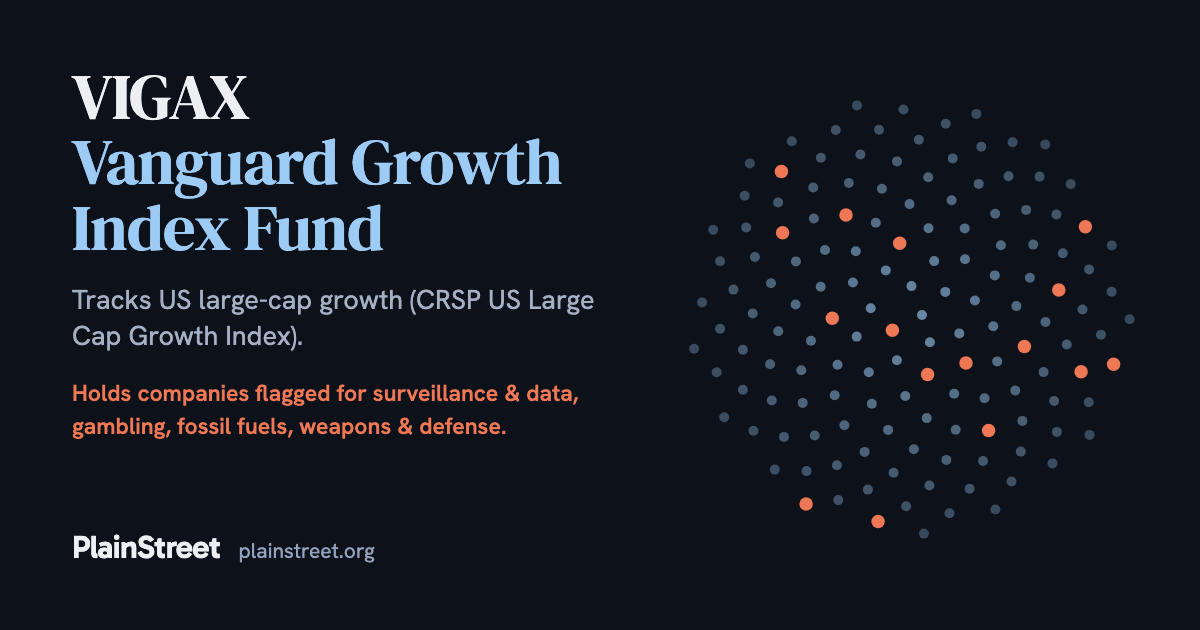 VIGAX
Vanguard Growth
Index Fund
Tracks US large-cap growth (CRSP US Large
Cap Growth Index).
Holds companies flagged for surveillance & data,
gambling, fossil fuels, weapons & defense.
PlainStreet plainstreet.org